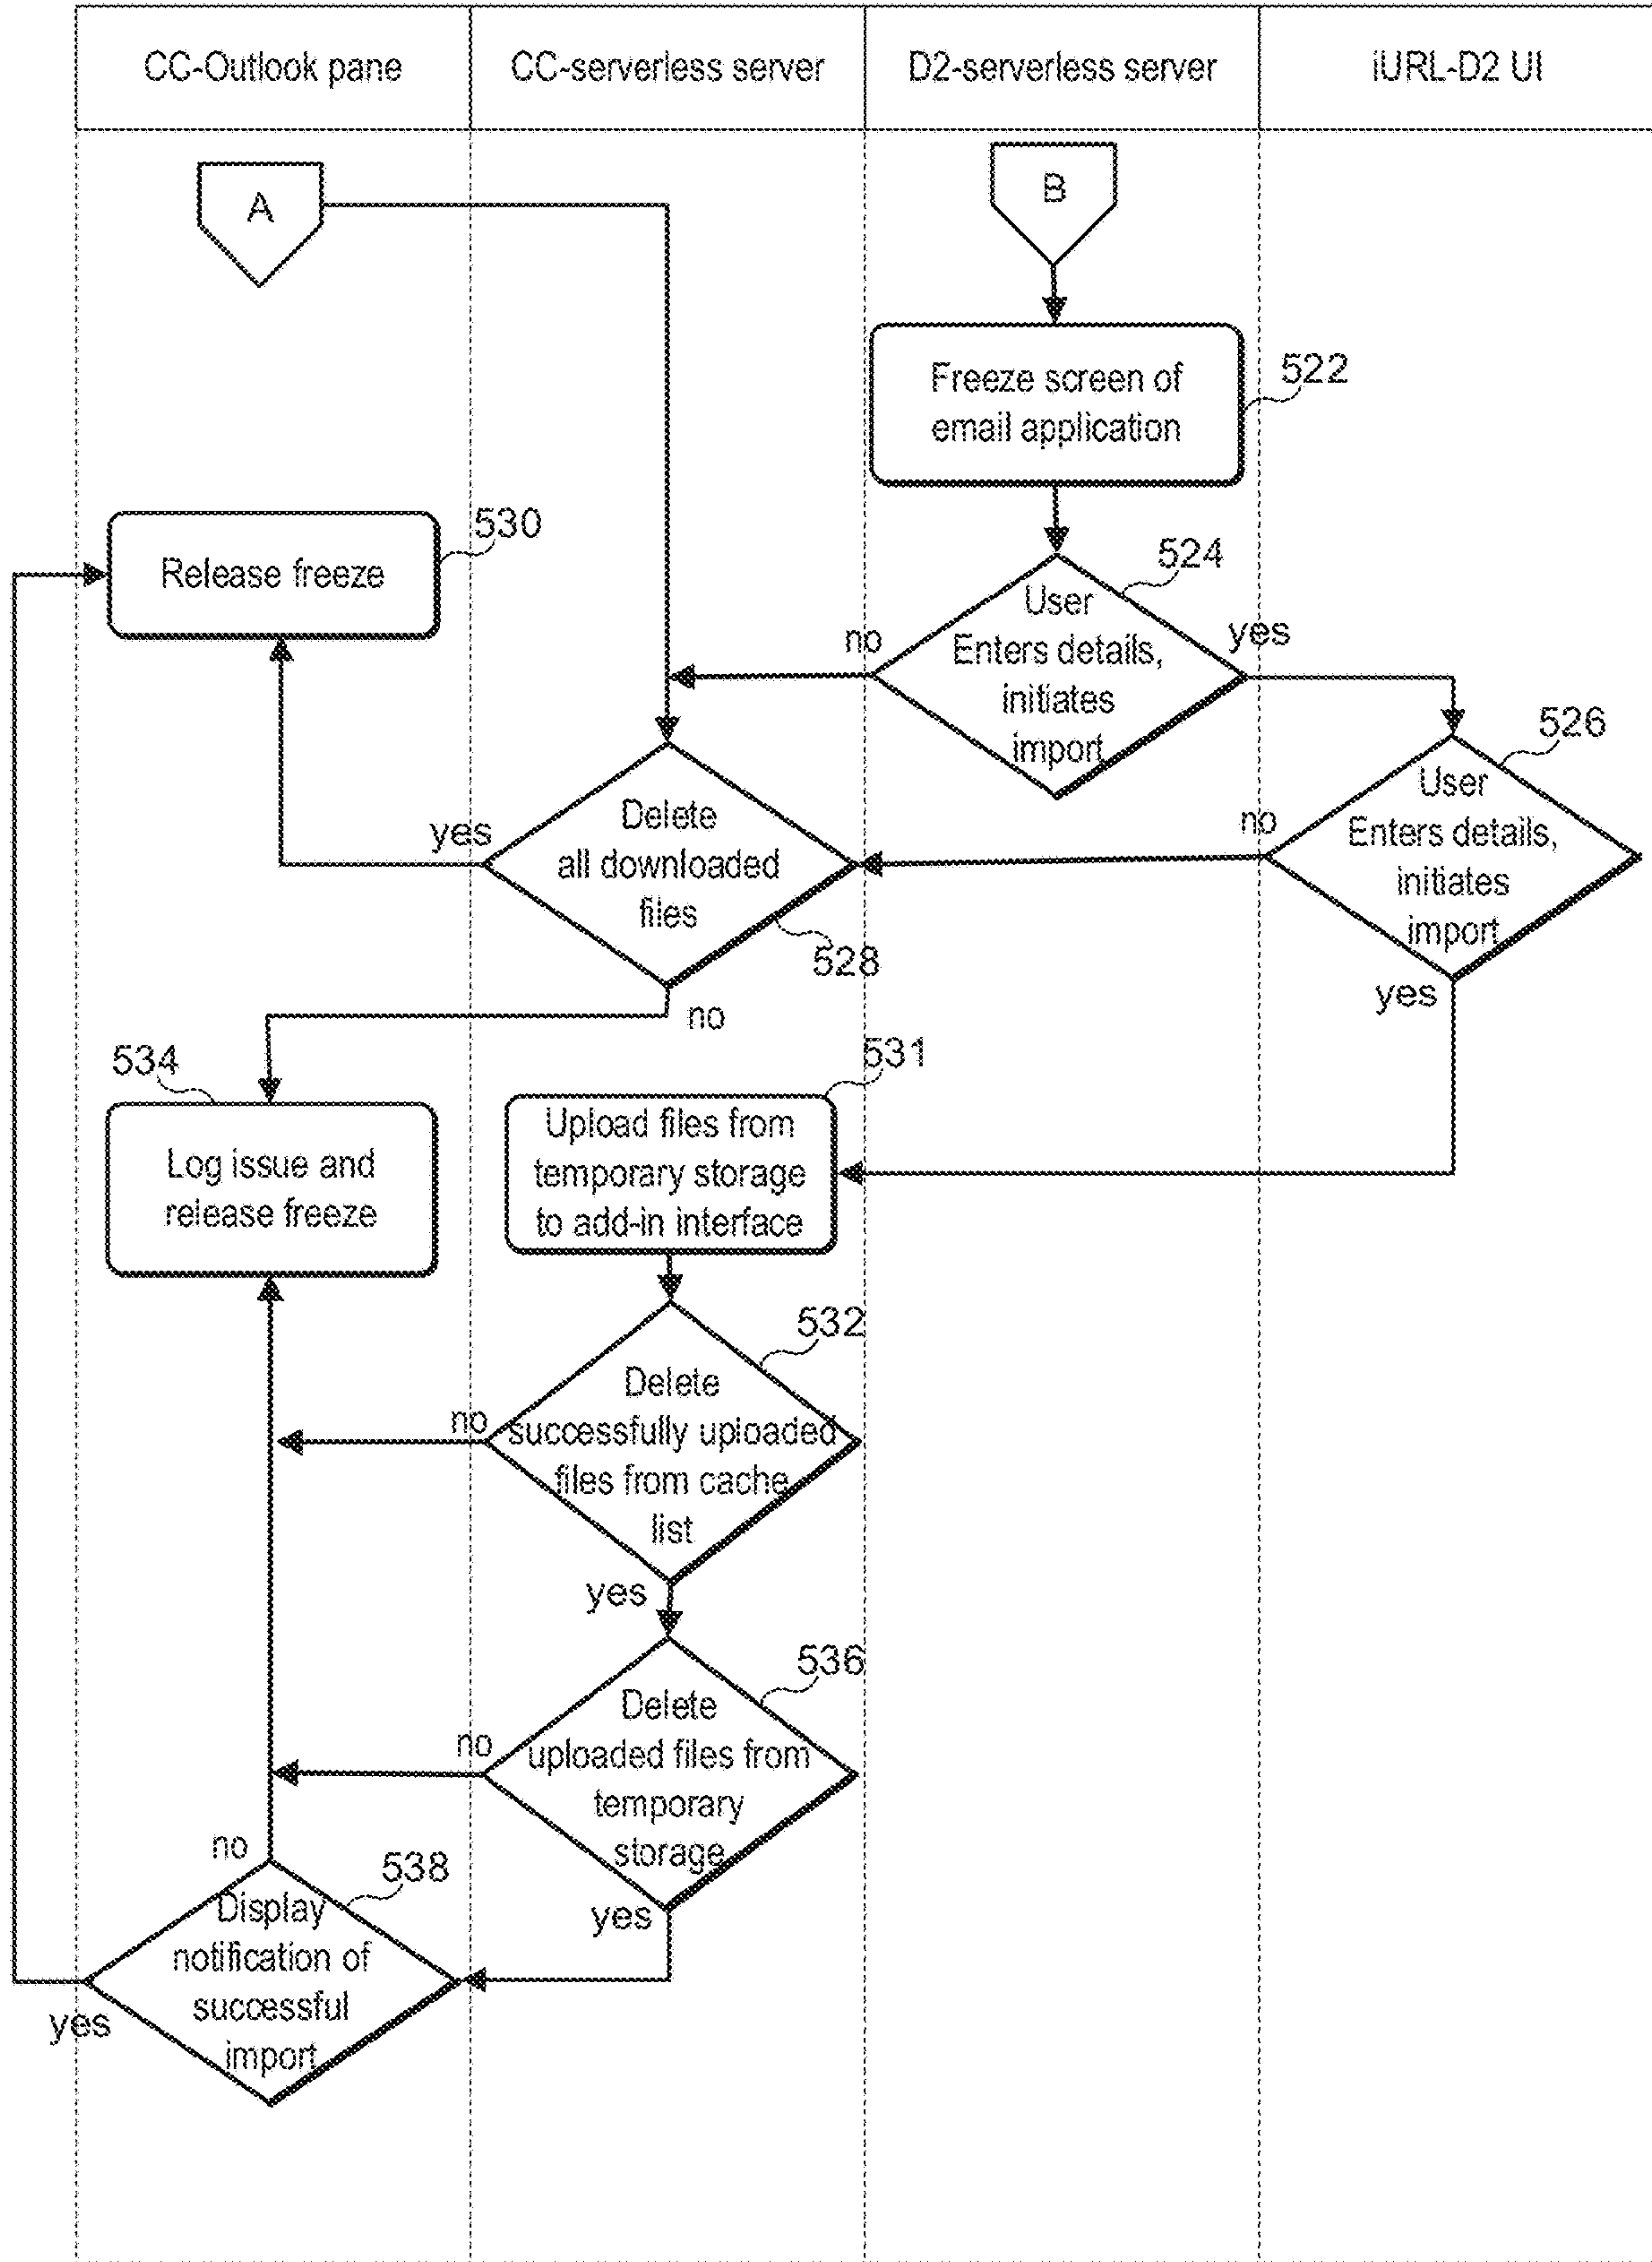 CC-Outlook pane
CC-serverless server
D2-serverless server
iURL-D2 UI
A
B
Freeze screen of
email application
522
Release freeze
530
524
User
Enters details,
initiates
import
no
yes
526
User
Enters details,
initiates
import
no
yes
Delete
all downloaded
files
yes
528
no
534
Log issue and
release freeze
531
Upload files from
temporary storage
to add-in interface
532
Delete
successfully uploaded
files from cache
list
no
yes
536
Delete
uploaded files from
temporary
storage
no
yes
no
538
Display
notification of
successful
import
yes